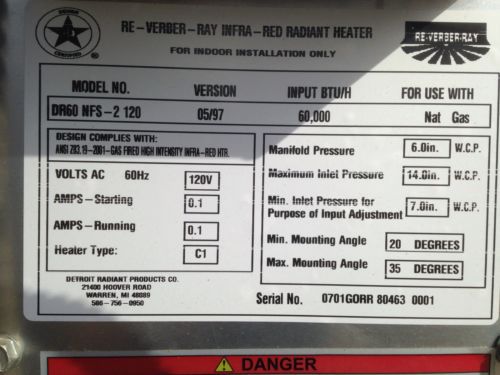 DESIGN
CERTIFIED
®
RE-VERBER-RAY INFRA-RED RADIANT HEATER
FOR INDOOR INSTALLATION ONLY
RE-VERBER-RAY
MODEL NO. VERSION INPUT BTU/H FOR USE WITH
DR60 NFS-2 120 05/97 60,000 Nat Gas
DESIGN COMPLIES WITH:
ANSI Z83.19-2001-GAS FIRED HIGH INTENSITY INFRA-RED HTR.
VOLTS AC 60Hz 120V
AMPS-Starting 0.1
AMPS-Running 0.1
Heater Type: C1
Manifold Pressure 6.0in. W.C.P.
Maximum Inlet Pressure 14.0in. W.C.P.
Min. Inlet Pressure for
Purpose of Input Adjustment 7.0in. W.C.P.
Min. Mounting Angle 20 DEGREES
Max. Mounting Angle 35 DEGREES
DETROIT RADIANT PRODUCTS CO.
21400 HOOVER ROAD
WARREN, MI 48089
586-756-0950
Serial No. 0701GORR 80463 0001
DANGER